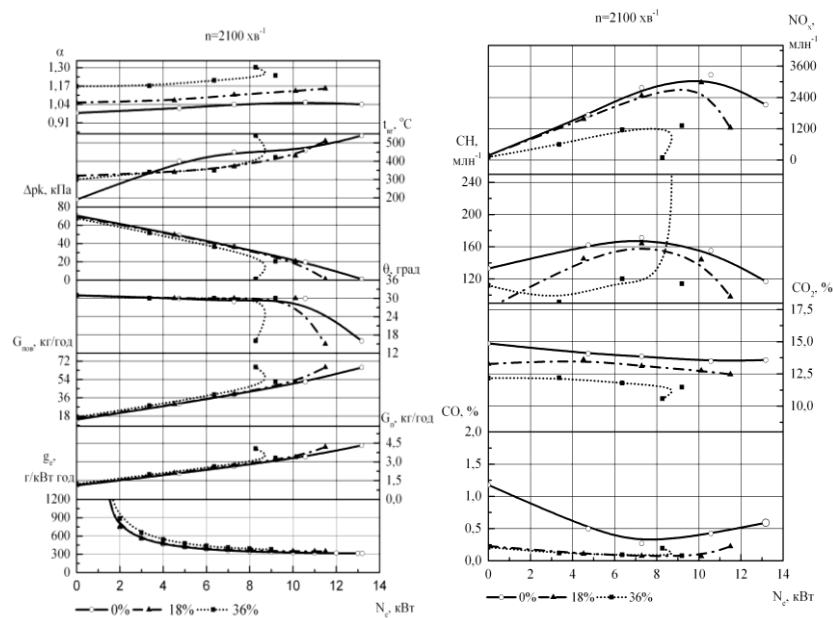 n=2100 хв⁻¹
α
1,30
1,17
1,04
0,91
tвг, °C
500
400
300
200
Δpk, кПа
80
60
40
20
0
θ, град
36
30
24
18
12
Gпов, кг/год
72
54
36
18
Gп, кг/год
4,5
3,0
1,5
0,0
ge,
г/кВт год
1200
900
600
300
0
0 2 4 6 8 10 12 14
0% 18% 36% Ne, кВт
n=2100 хв⁻¹
NOx,
млн⁻¹
3600
2400
1200
0
CH,
млн⁻¹
240
200
160
120
CO2, %
17,5
15,0
12,5
10,0
CO, %
2,0
1,5
1,0
0,5
0,0
0 2 4 6 8 10 12 14
0% 18% 36% Ne, кВт